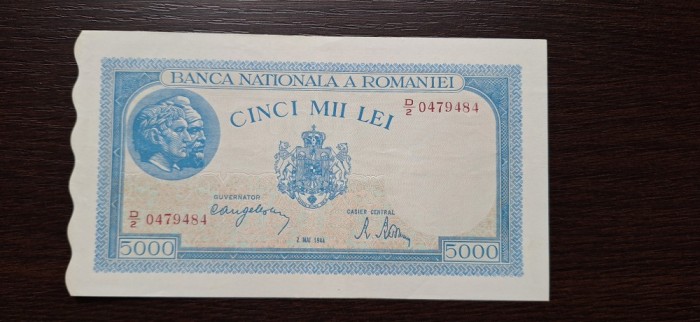 BANCA NATIONALA A ROMANIEI
CINCI MII LEI
D/2 0479484
GUVERNATOR
CASIER CENTRAL
D/2 0479484
2 MAI 1944
5000
5000